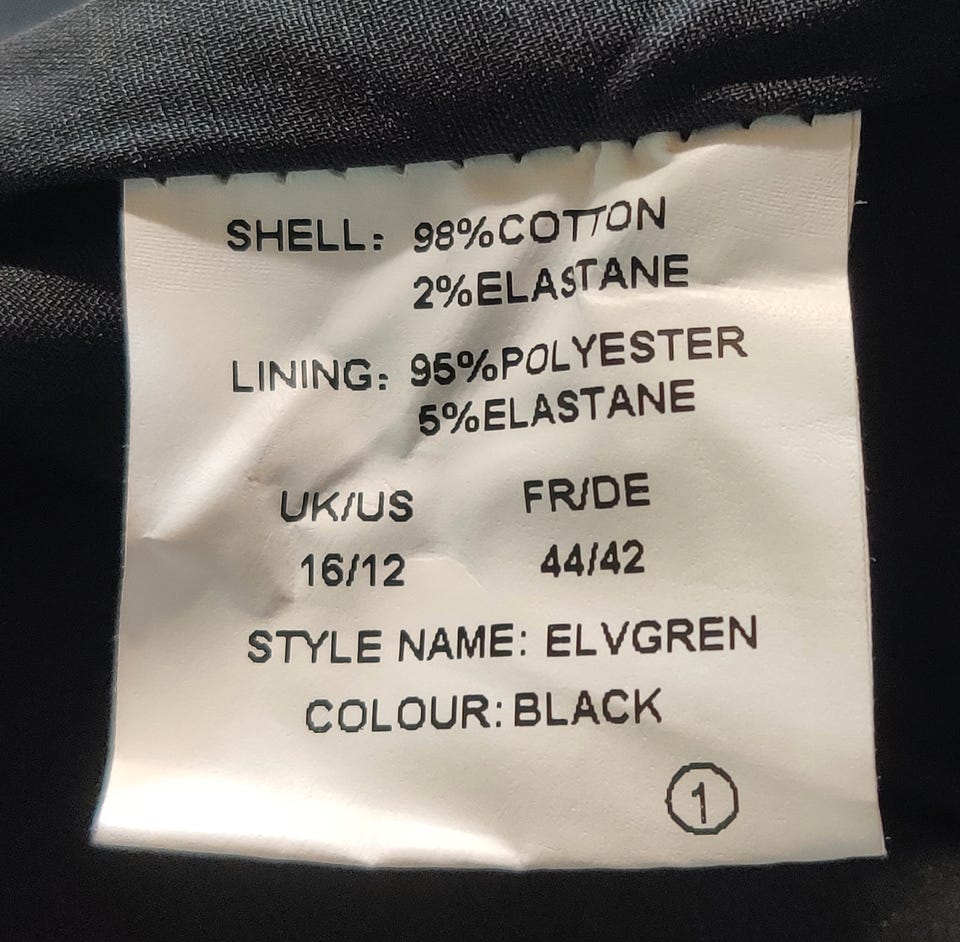 SHELL: 98%COTTON
2%ELASTANE
LINING: 95%POLYESTER
5%ELASTANE
UK/US FR/DE
16/12 44/42
STYLE NAME: ELVGREN
COLOUR: BLACK
1